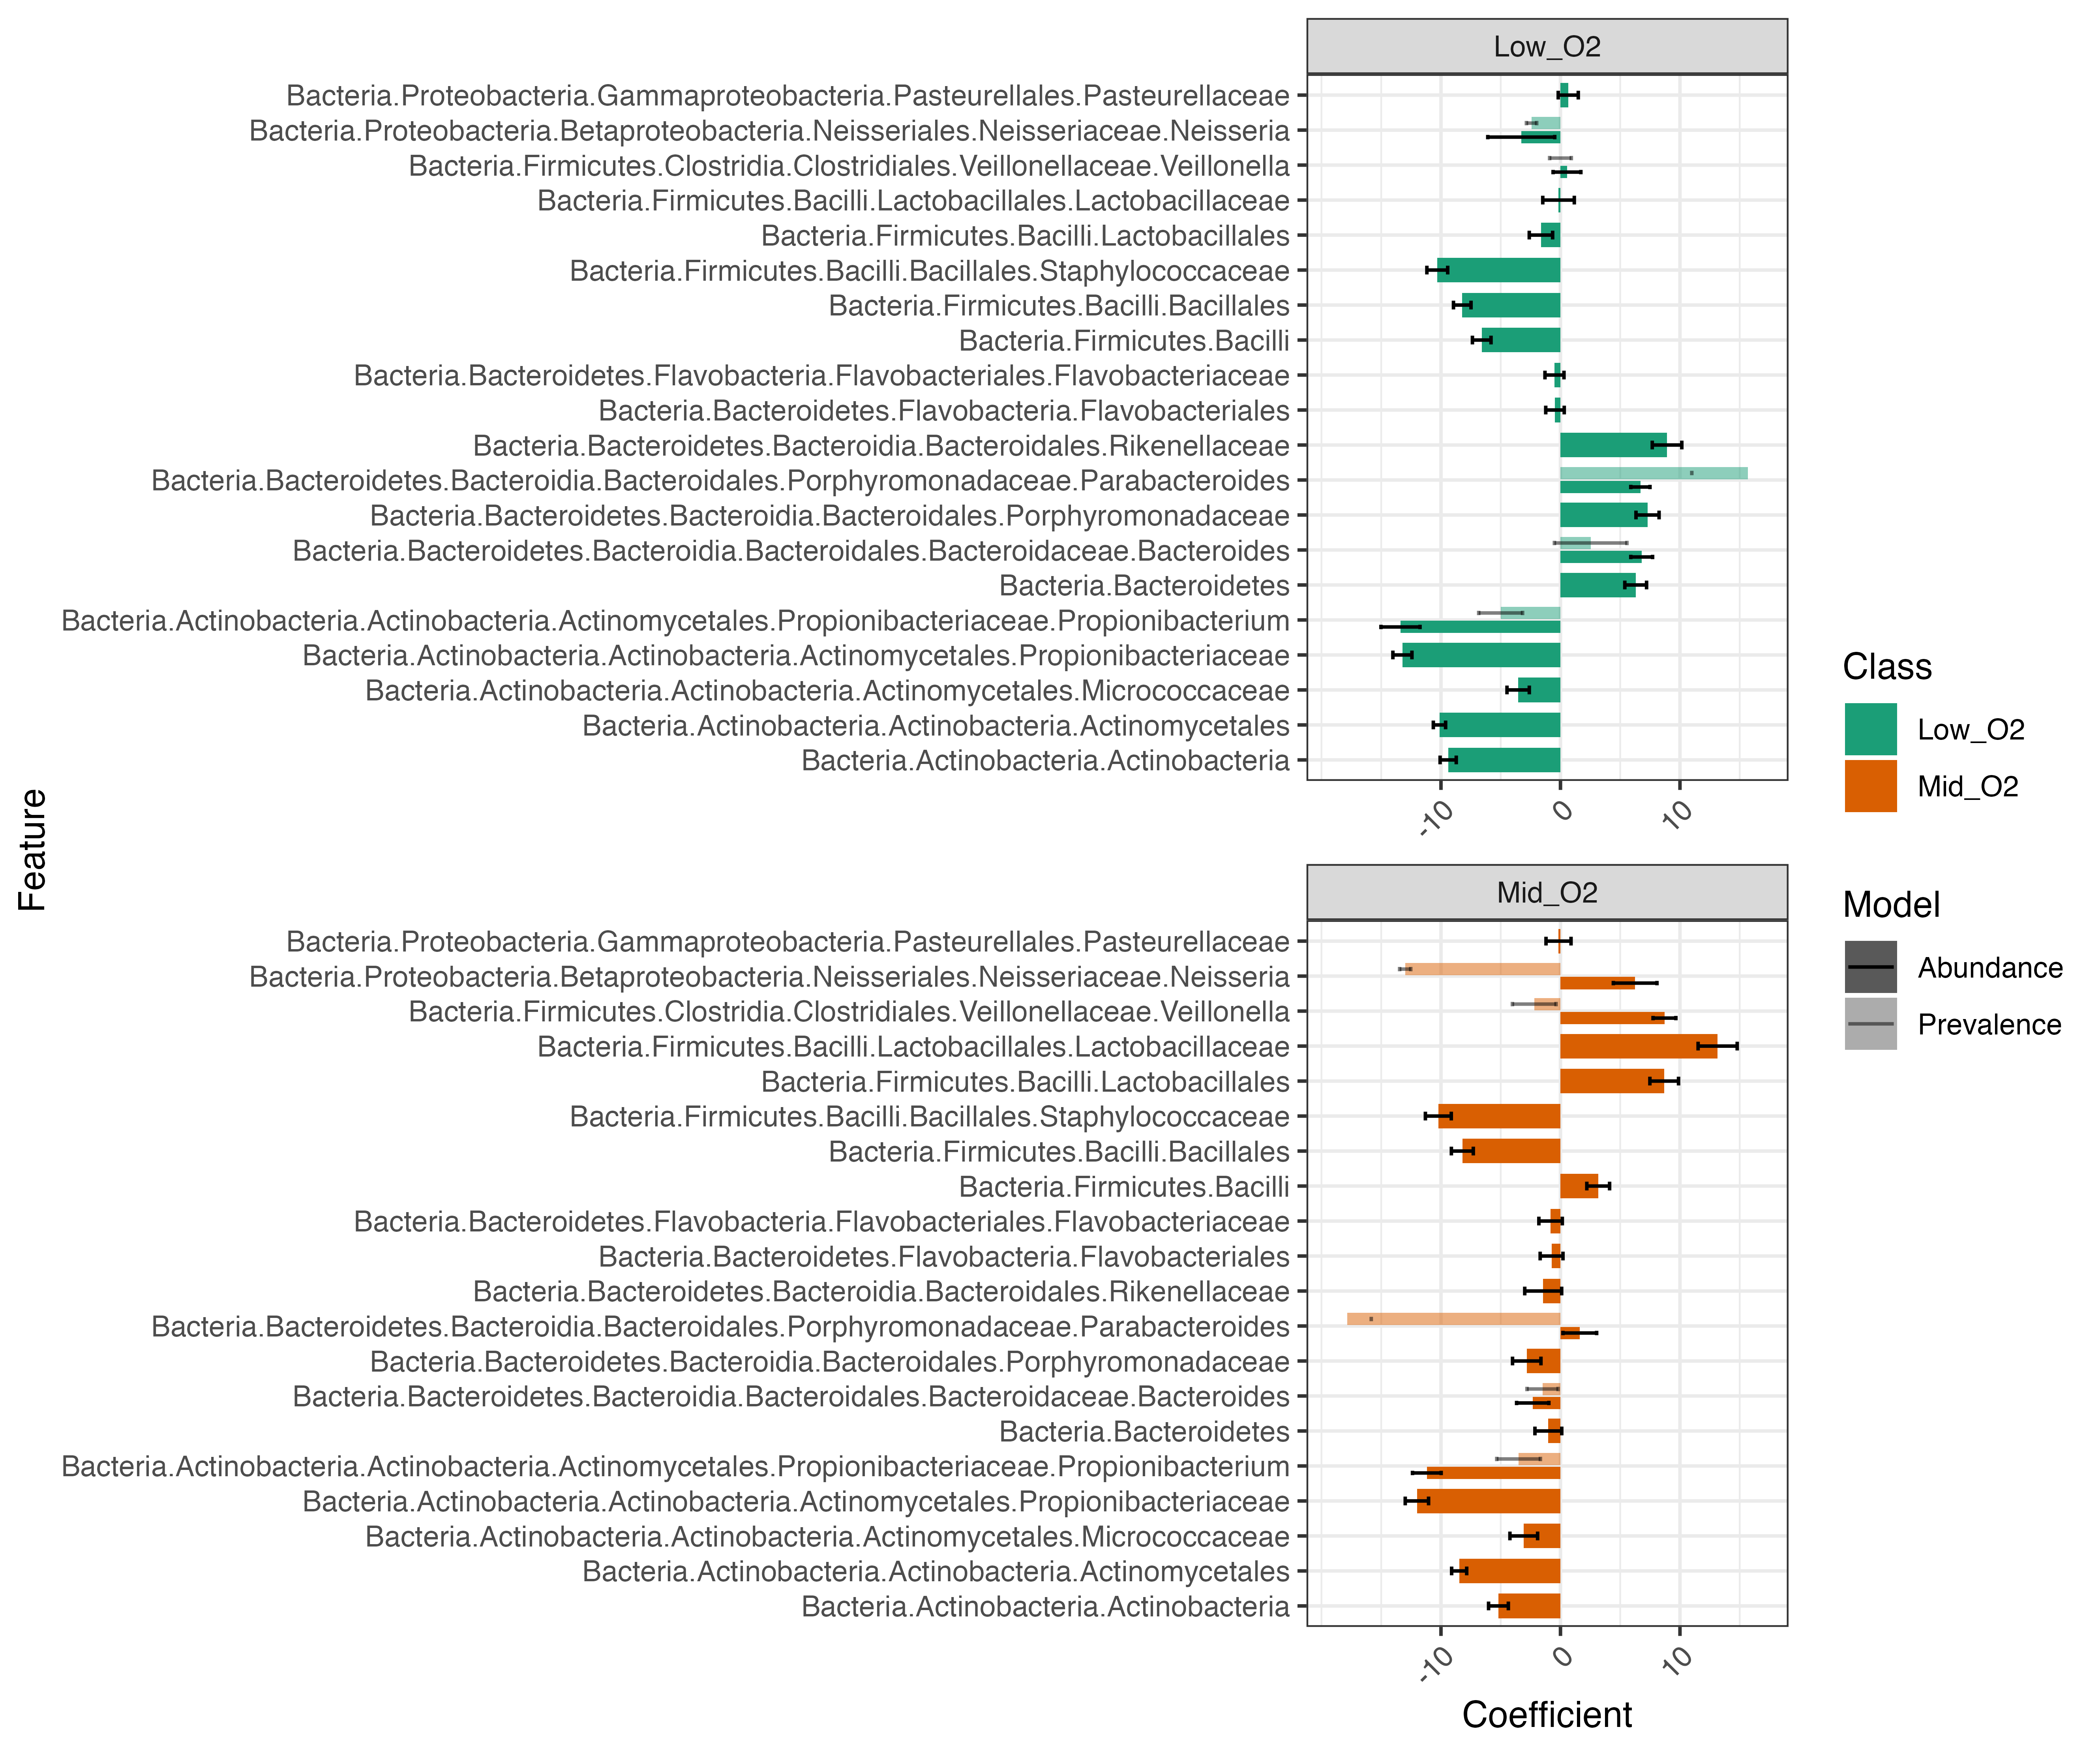 Low_O2
Bacteria.Proteobacteria.Gammaproteobacteria.Pasteurellales.Pasteurellaceae
Bacteria.Proteobacteria.Betaproteobacteria.Neisseriales.Neisseriaceae.Neisseria
Bacteria.Firmicutes.Clostridia.Clostridiales.Veillonellaceae.Veillonella
Bacteria.Firmicutes.Bacilli.Lactobacillales.Lactobacillaceae
Bacteria.Firmicutes.Bacilli.Lactobacillales
Bacteria.Firmicutes.Bacilli.Bacillales.Staphylococcaceae
Bacteria.Firmicutes.Bacilli.Bacillales
Bacteria.Firmicutes.Bacilli
Bacteria.Bacteroidetes.Flavobacteria.Flavobacteriales.Flavobacteriaceae
Bacteria.Bacteroidetes.Flavobacteria.Flavobacteriales
Bacteria.Bacteroidetes.Bacteroidia.Bacteroidales.Rikenellaceae
Bacteria.Bacteroidetes.Bacteroidia.Bacteroidales.Porphyromonadaceae.Parabacteroides
Bacteria.Bacteroidetes.Bacteroidia.Bacteroidales.Porphyromonadaceae
Bacteria.Bacteroidetes.Bacteroidia.Bacteroidales.Bacteroidaceae.Bacteroides
Bacteria.Bacteroidetes
Bacteria.Actinobacteria.Actinobacteria.Actinomycetales.Propionibacteriaceae.Propionibacterium
Bacteria.Actinobacteria.Actinobacteria.Actinomycetales.Propionibacteriaceae
Bacteria.Actinobacteria.Actinobacteria.Actinomycetales.Micrococcaceae
Bacteria.Actinobacteria.Actinobacteria.Actinomycetales
Bacteria.Actinobacteria.Actinobacteria
-10 0 10
Feature
Mid_O2
Bacteria.Proteobacteria.Gammaproteobacteria.Pasteurellales.Pasteurellaceae
Bacteria.Proteobacteria.Betaproteobacteria.Neisseriales.Neisseriaceae.Neisseria
Bacteria.Firmicutes.Clostridia.Clostridiales.Veillonellaceae.Veillonella
Bacteria.Firmicutes.Bacilli.Lactobacillales.Lactobacillaceae
Bacteria.Firmicutes.Bacilli.Lactobacillales
Bacteria.Firmicutes.Bacilli.Bacillales.Staphylococcaceae
Bacteria.Firmicutes.Bacilli.Bacillales
Bacteria.Firmicutes.Bacilli
Bacteria.Bacteroidetes.Flavobacteria.Flavobacteriales.Flavobacteriaceae
Bacteria.Bacteroidetes.Flavobacteria.Flavobacteriales
Bacteria.Bacteroidetes.Bacteroidia.Bacteroidales.Rikenellaceae
Bacteria.Bacteroidetes.Bacteroidia.Bacteroidales.Porphyromonadaceae.Parabacteroides
Bacteria.Bacteroidetes.Bacteroidia.Bacteroidales.Porphyromonadaceae
Bacteria.Bacteroidetes.Bacteroidia.Bacteroidales.Bacteroidaceae.Bacteroides
Bacteria.Bacteroidetes
Bacteria.Actinobacteria.Actinobacteria.Actinomycetales.Propionibacteriaceae.Propionibacterium
Bacteria.Actinobacteria.Actinobacteria.Actinomycetales.Propionibacteriaceae
Bacteria.Actinobacteria.Actinobacteria.Actinomycetales.Micrococcaceae
Bacteria.Actinobacteria.Actinobacteria.Actinomycetales
Bacteria.Actinobacteria.Actinobacteria
-10 0 10
Coefficient
Class
Low_O2
Mid_O2
Model
Abundance
Prevalence